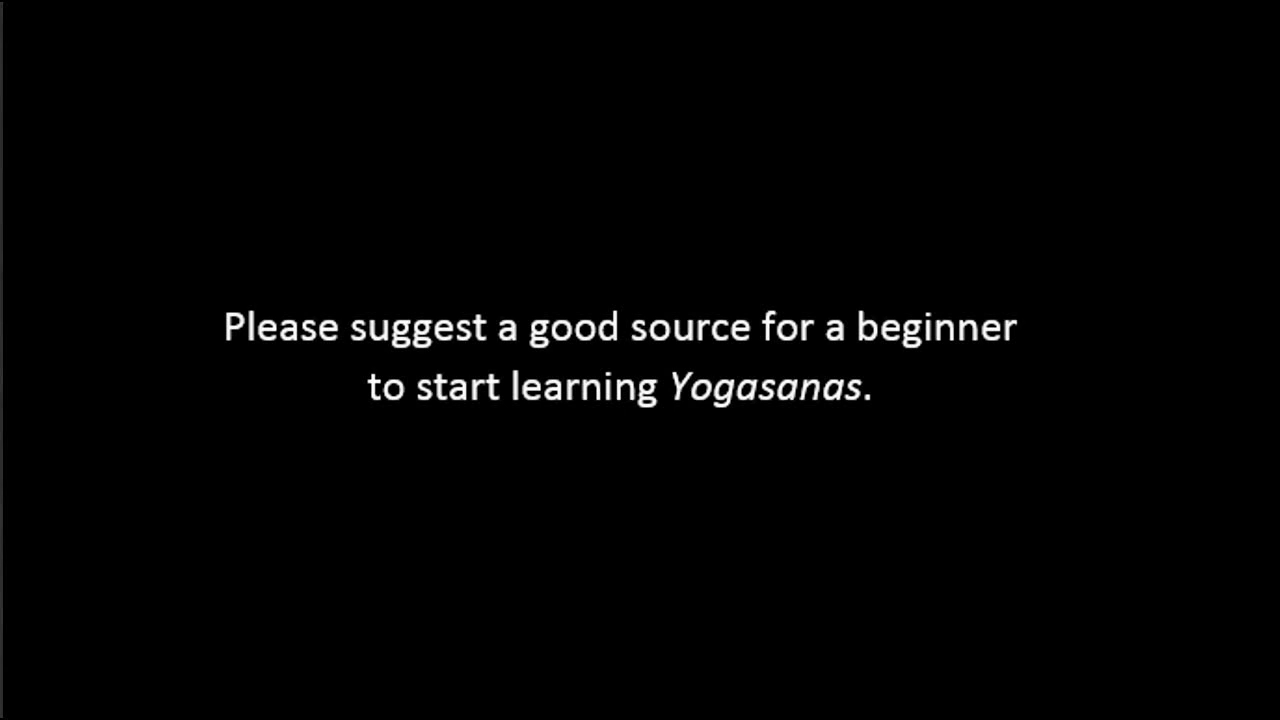 Please suggest a good source for a beginner
to start learning Yogasanas.